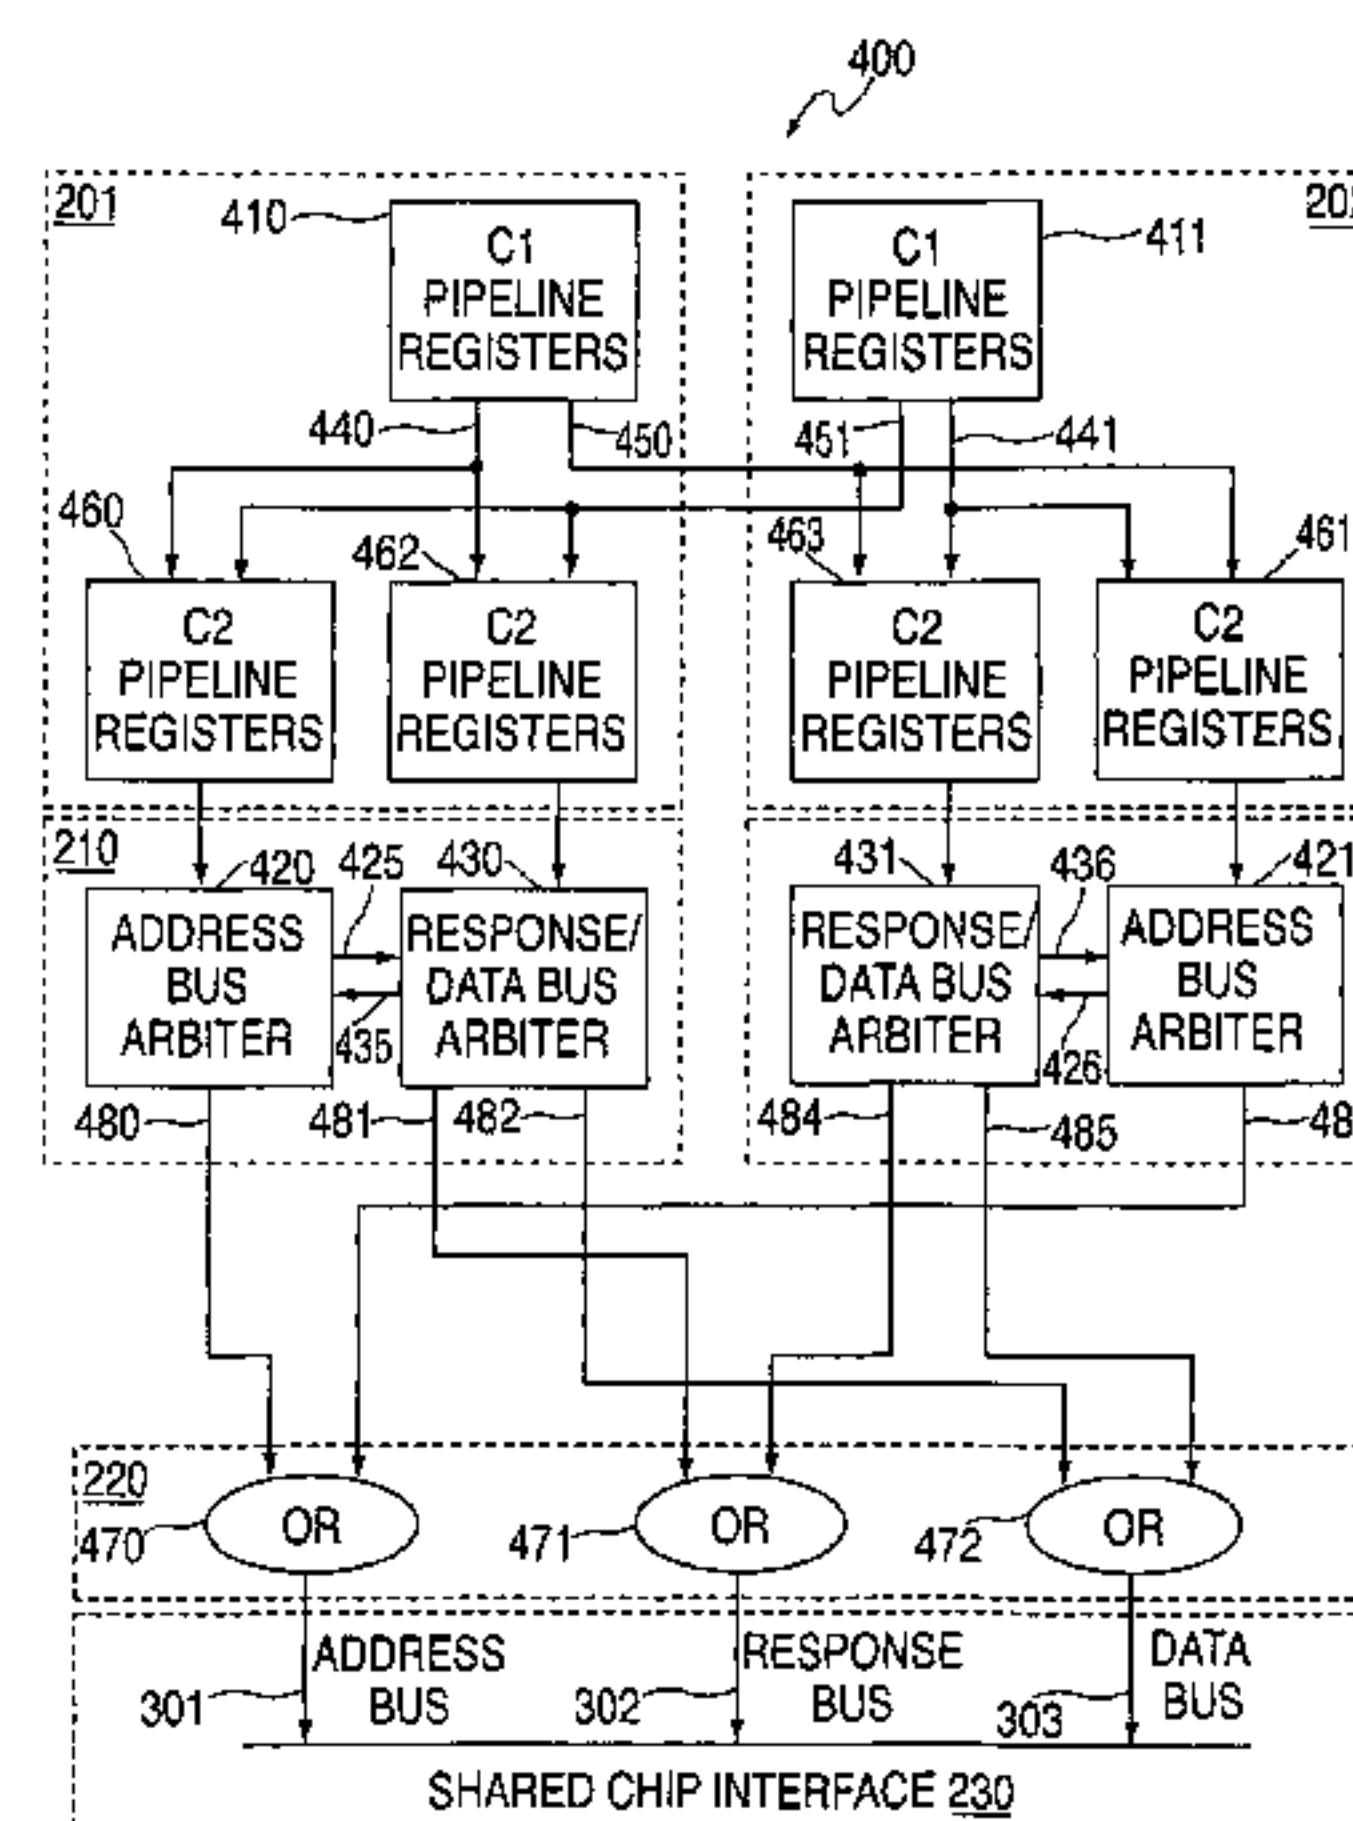 400
201
410
C1
PIPELINE
REGISTERS
C1
PIPELINE
REGISTERS
411
440
450
451
441
460
462
463
461
C2
PIPELINE
REGISTERS
C2
PIPELINE
REGISTERS
C2
PIPELINE
REGISTERS
C2
PIPELINE
REGISTERS
210
420
425
430
431
436
421
ADDRESS
BUS
ARBITER
RESPONSE/
DATA BUS
ARBITER
RESPONSE/
DATA BUS
ARBITER
ADDRESS
BUS
ARBITER
435
426
480
481
482
484
485
220
470
OR
471
OR
472
OR
301
ADDRESS
BUS
302
RESPONSE
BUS
303
DATA
BUS
SHARED CHIP INTERFACE 230